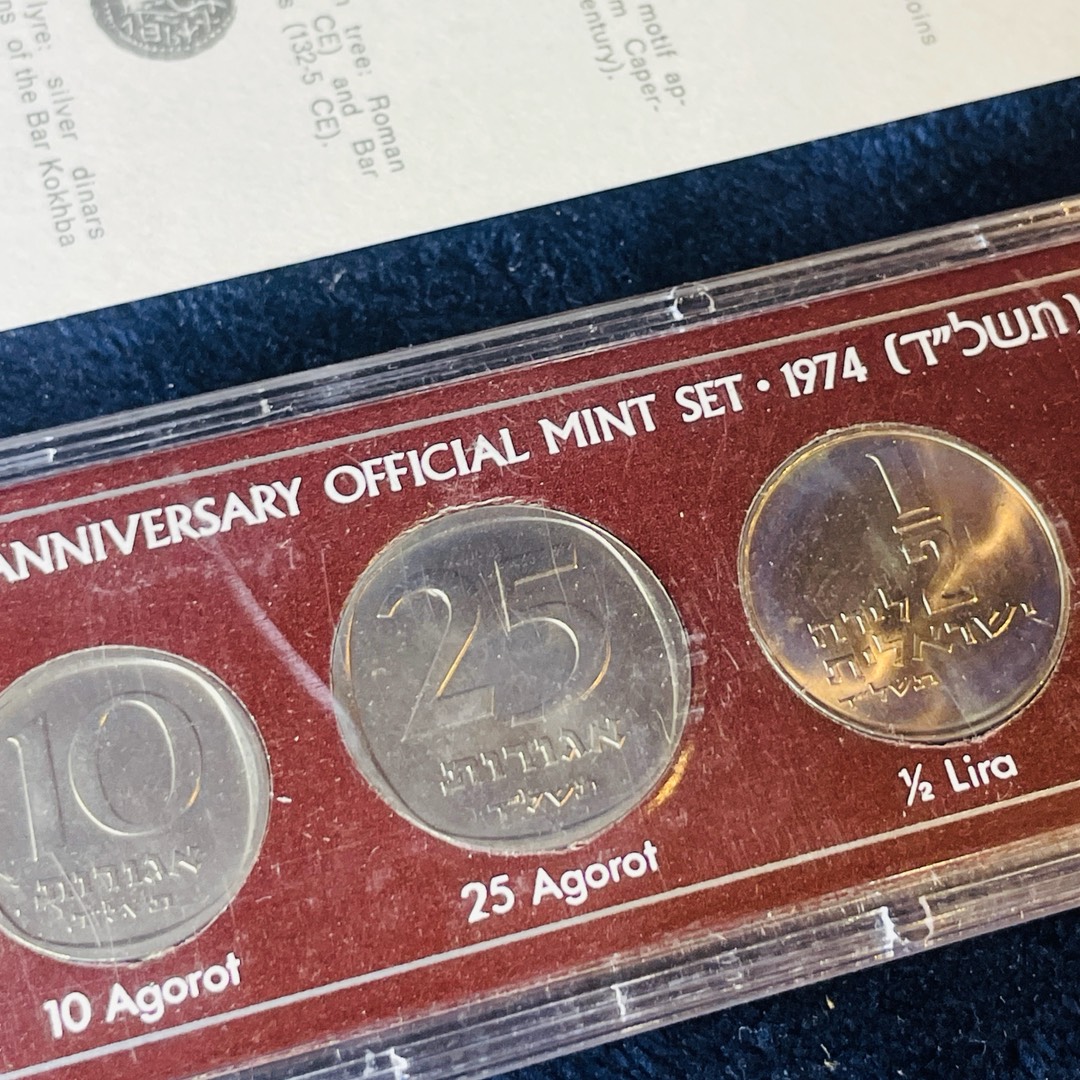 lyre: silver dinars
ns of the Bar Kokhba
tree: Roman
CE) and Bar
s (132-5 CE).
motif ap-
m Caper-
entury).
coins
ANNIVERSARY OFFICIAL MINT SET • 1974 (תשל״ד)
10
אגורות
25
אגורות
תשל״ד
1/2
לירה
ישראלית
תשל״ד
10 Agorot
25 Agorot
½ Lira